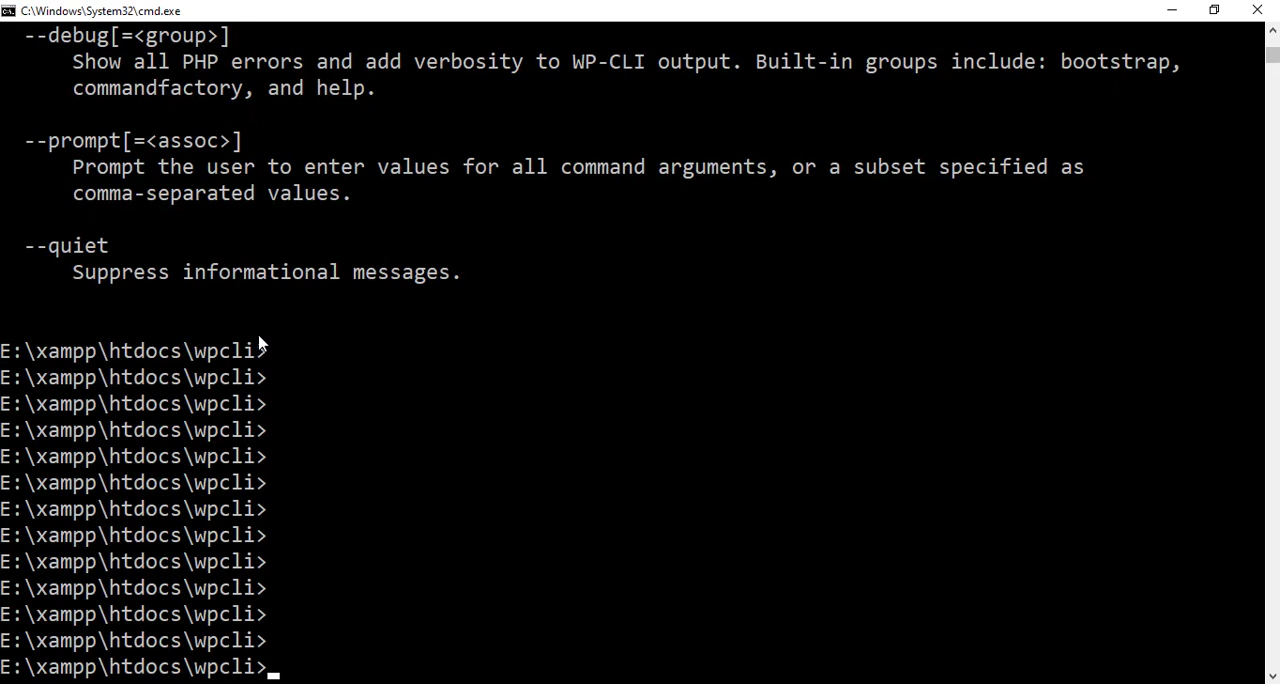 C:\Windows\System32\cmd.exe
--debug[=<group>]
Show all PHP errors and add verbosity to WP-CLI output. Built-in groups include: bootstrap,
commandfactory, and help.
--prompt[=<assoc>]
Prompt the user to enter values for all command arguments, or a subset specified as
comma-separated values.
--quiet
Suppress informational messages.
E:\xampp\htdocs\wpcli>
E:\xampp\htdocs\wpcli>
E:\xampp\htdocs\wpcli>
E:\xampp\htdocs\wpcli>
E:\xampp\htdocs\wpcli>
E:\xampp\htdocs\wpcli>
E:\xampp\htdocs\wpcli>
E:\xampp\htdocs\wpcli>
E:\xampp\htdocs\wpcli>
E:\xampp\htdocs\wpcli>
E:\xampp\htdocs\wpcli>
E:\xampp\htdocs\wpcli>
E:\xampp\htdocs\wpcli>